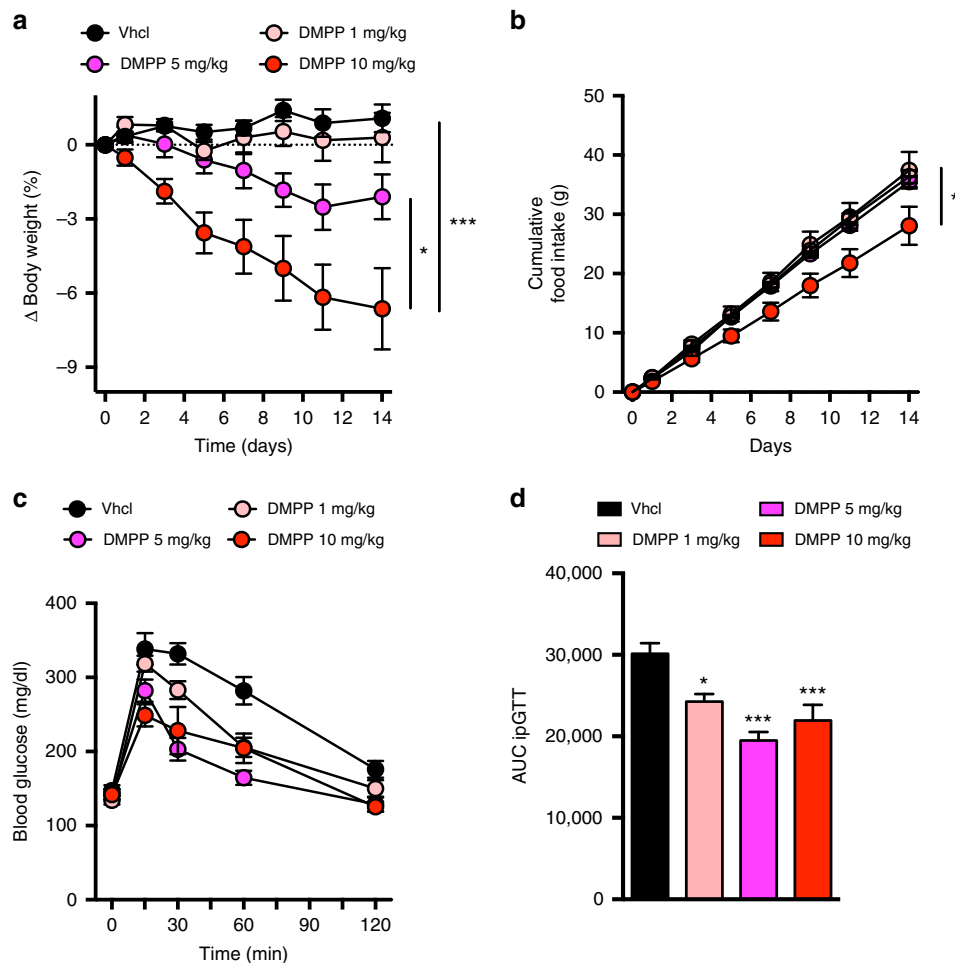 a
Vhcl
DMPP 1 mg/kg
DMPP 5 mg/kg
DMPP 10 mg/kg
0
–3
–6
–9
Δ Body weight (%)
*
***
0 2 4 6 8 10 12 14
Time (days)
b
50
40
30
20
10
0
Cumulative
food intake (g)
*
0 2 4 6 8 10 12 14
Days
c
Vhcl
DMPP 1 mg/kg
DMPP 5 mg/kg
DMPP 10 mg/kg
400
300
200
100
0
Blood glucose (mg/dl)
0 30 60 90 120
Time (min)
d
Vhcl
DMPP 5 mg/kg
DMPP 1 mg/kg
DMPP 10 mg/kg
40,000
30,000
20,000
10,000
0
AUC ipGTT
*
***
***